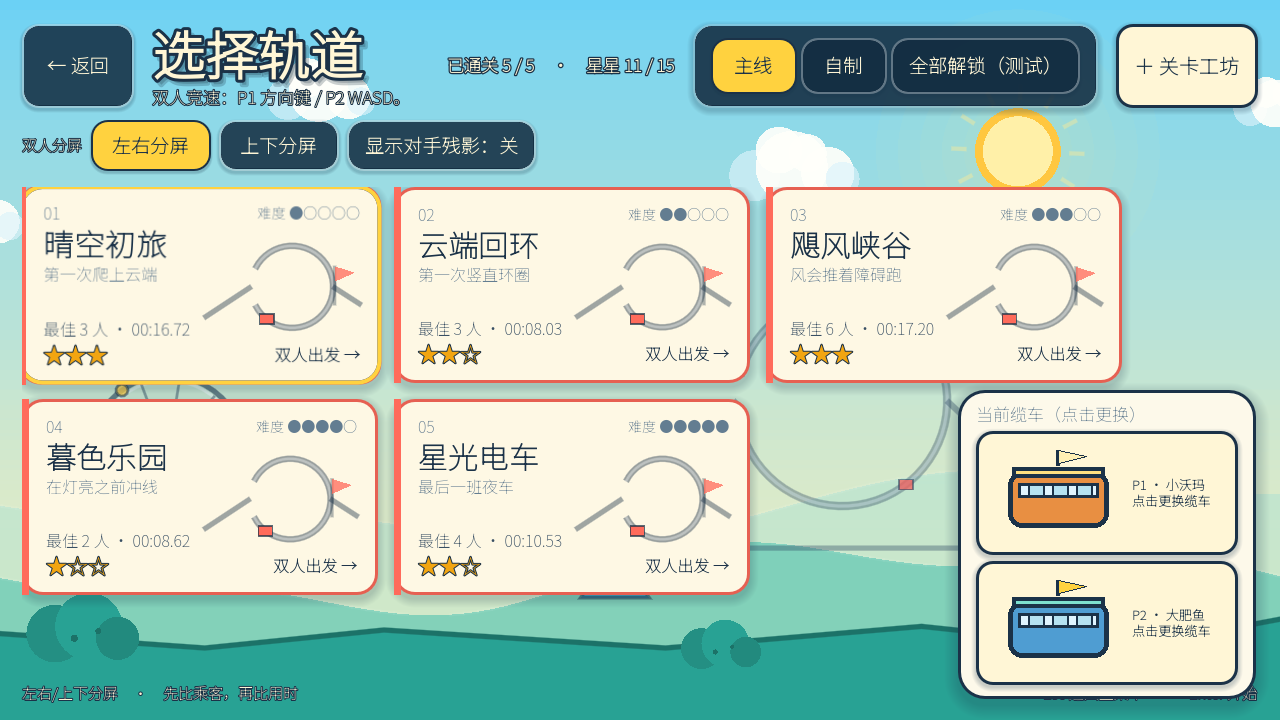 ← 返回
选择轨道
双人竞速：P1 方向键 / P2 WASD。
已通关 5 / 5 · 星星 11 / 15
主线
自制
全部解锁（测试）
＋ 关卡工坊
双人分屏
左右分屏
上下分屏
显示对手残影：关
01
难度
晴空初旅
第一次爬上云端
最佳 3 人 · 00:16.72
双人出发 →
02
难度
云端回环
第一次竖直环圈
最佳 3 人 · 00:08.03
双人出发 →
03
难度
飓风峡谷
风会推着障碍跑
最佳 6 人 · 00:17.20
双人出发 →
04
难度
暮色乐园
在灯亮之前冲线
最佳 2 人 · 00:08.62
双人出发 →
05
难度
星光电车
最后一班夜车
最佳 4 人 · 00:10.53
双人出发 →
当前缆车（点击更换）
P1 · 小沃玛
点击更换缆车
P2 · 大肥鱼
点击更换缆车
左右/上下分屏 · 先比乘客，再比用时